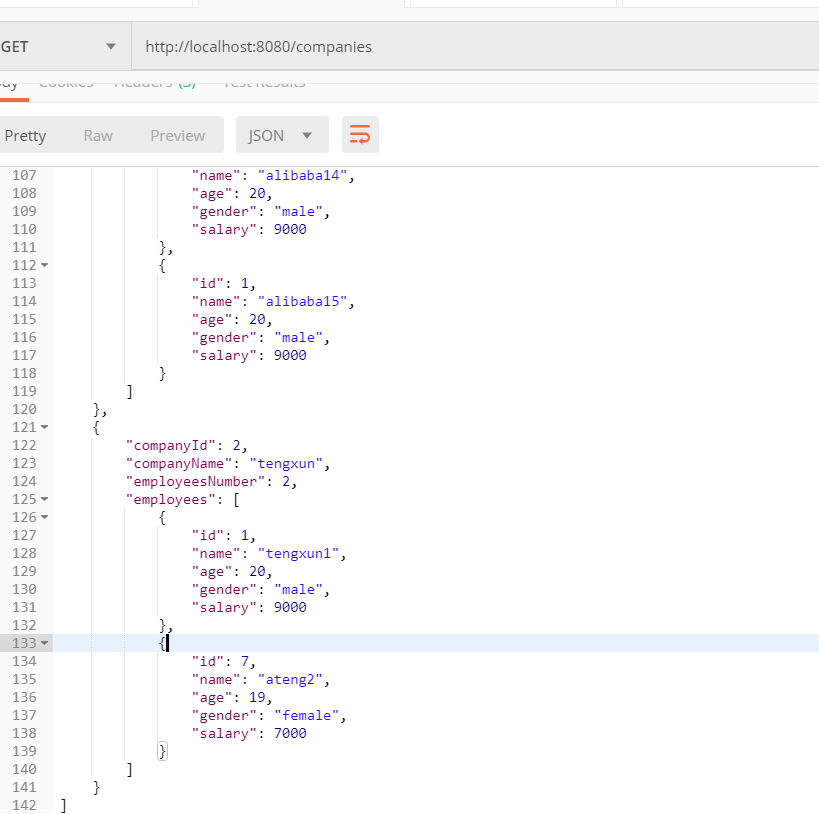 GET http://localhost:8080/companies
Body Cookies Headers (3) Test Results
Pretty Raw Preview JSON
107 "name": "alibaba14",
108 "age": 20,
109 "gender": "male",
110 "salary": 9000
111 },
112 {
113 "id": 1,
114 "name": "alibaba15",
115 "age": 20,
116 "gender": "male",
117 "salary": 9000
118 }
119 ]
120 },
121 {
122 "companyId": 2,
123 "companyName": "tengxun",
124 "employeesNumber": 2,
125 "employees": [
126 {
127 "id": 1,
128 "name": "tengxun1",
129 "age": 20,
130 "gender": "male",
131 "salary": 9000
132 },
133 {
134 "id": 7,
135 "name": "ateng2",
136 "age": 19,
137 "gender": "female",
138 "salary": 7000
139 }
140 ]
141 }
142 ]